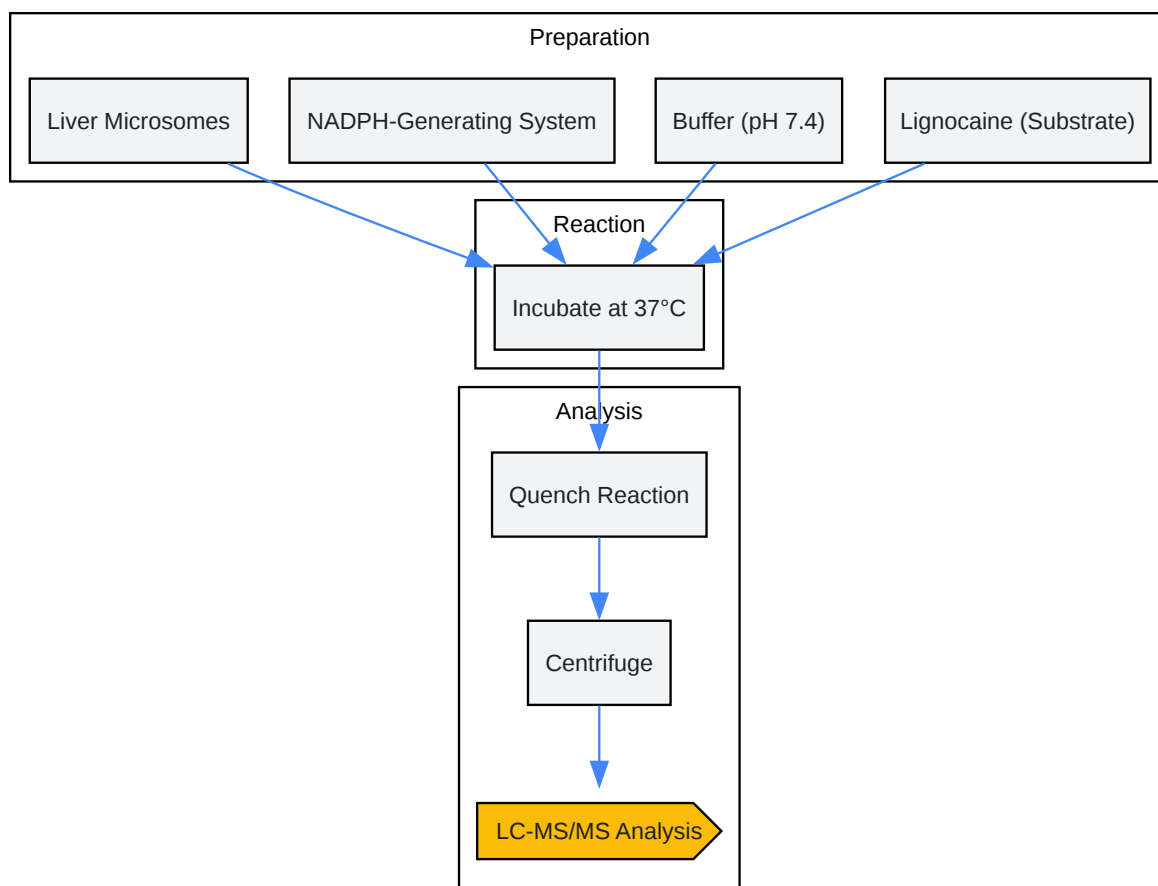 Preparation
Liver Microsomes
NADPH-Generating System
Buffer (pH 7.4)
Lignocaine (Substrate)
Reaction
Incubate at 37°C
Analysis
Quench Reaction
Centrifuge
LC-MS/MS Analysis